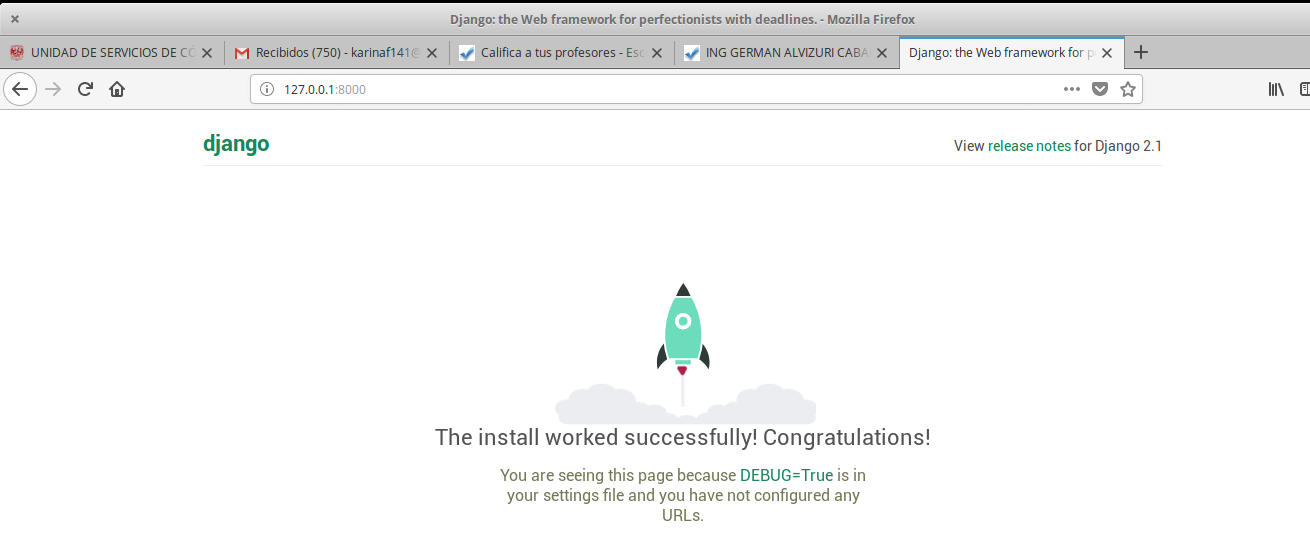 Django: the Web framework for perfectionists with deadlines. - Mozilla Firefox
UNIDAD DE SERVICIOS DE CÓ
Recibidos (750) - karinaf141@
Califica a tus profesores - Esc
ING GERMAN ALVIZURI CABA
Django: the Web framework for p
127.0.0.1:8000
django
View release notes for Django 2.1
The install worked successfully! Congratulations!
You are seeing this page because DEBUG=True is in
your settings file and you have not configured any
URLs.